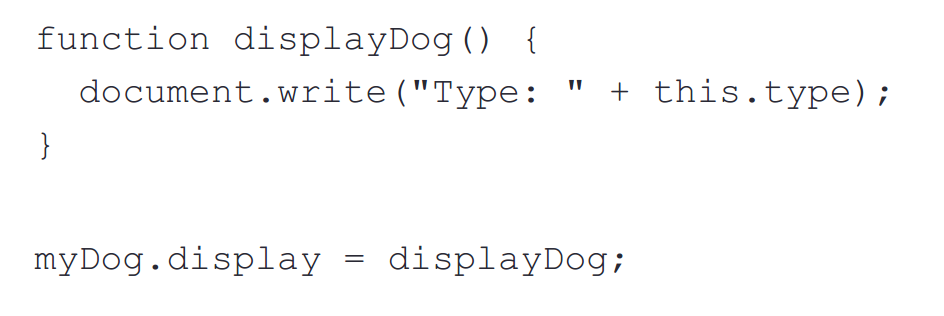 function displayDog() {
  document.write("Type: " + this.type);
}

myDog.display = displayDog;